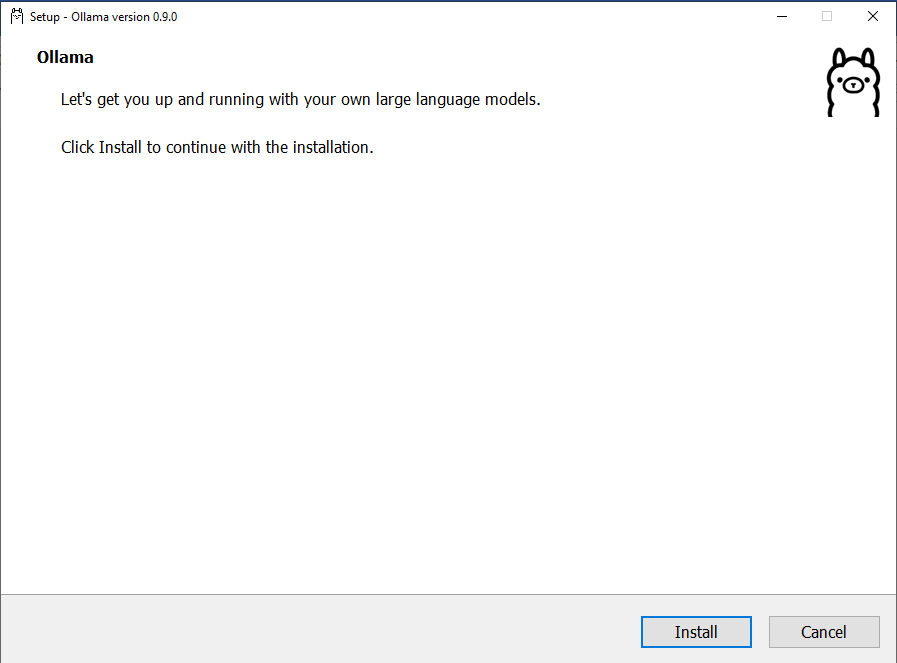 Setup - Ollama version 0.9.0
Ollama
Let's get you up and running with your own large language models.
Click Install to continue with the installation.
Install
Cancel